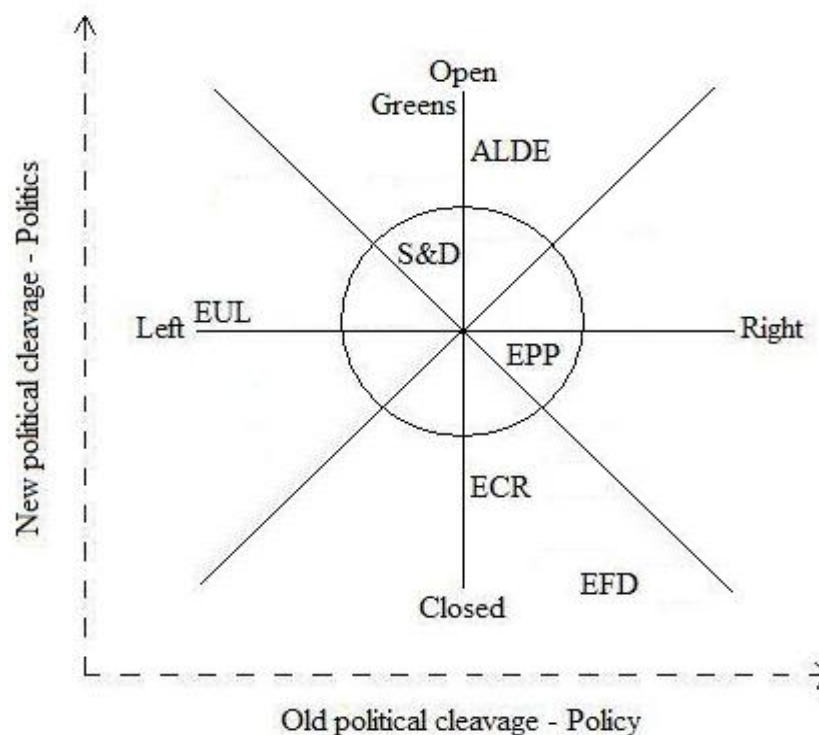 Open
Greens
ALDE
S&D
EUL
Left
Right
EPP
ECR
EFD
Closed
New political cleavage - Politics
Old political cleavage - Policy